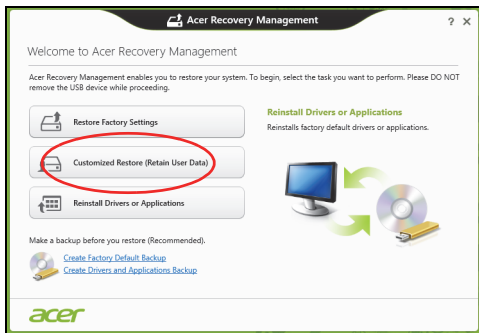 Acer Recovery Management
? X
Welcome to Acer Recovery Management
Acer Recovery Management enables you to restore your system. To begin, select the task you want to perform. Please DO NOT
remove the USB device while proceeding.
Restore Factory Settings
Customized Restore (Retain User Data)
Reinstall Drivers or Applications
Reinstall Drivers or Applications
Reinstalls factory default drivers or applications.
Make a backup before you restore (Recommended).
Create Factory Default Backup
Create Drivers and Applications Backup
acer